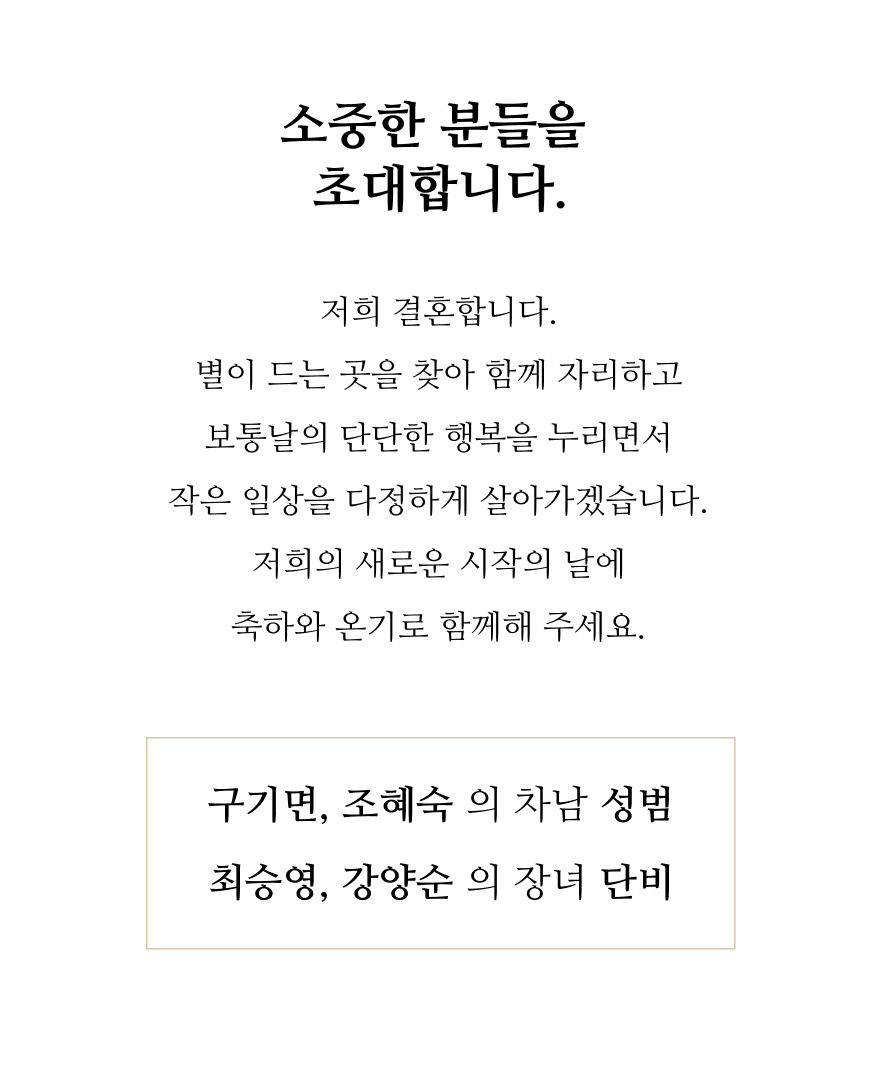 소중한 분들을
초대합니다.
저희 결혼합니다.
별이 드는 곳을 찾아 함께 자리하고
보통날의 단단한 행복을 누리면서
작은 일상을 다정하게 살아가겠습니다.
저희의 새로운 시작의 날에
축하와 온기로 함께해 주세요.
구기면, 조혜숙 의 차남 성범
최승영, 강양순 의 장녀 단비